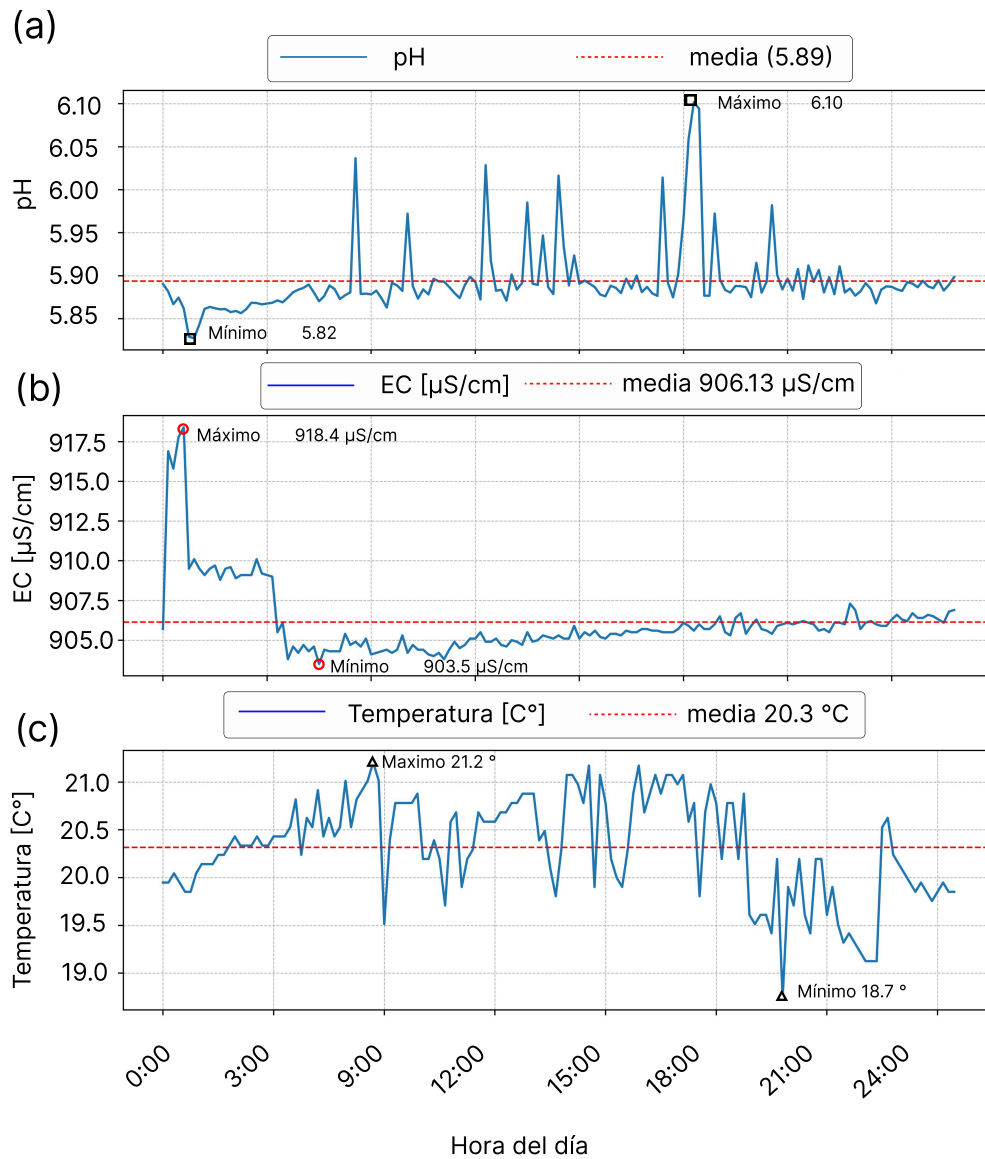 (a)
pH media (5.89)
Máximo 6.10
6.10
6.05
6.00
5.95
5.90
5.85
pH
Mínimo 5.82
(b)
EC [µS/cm] media 906.13 µS/cm
Máximo 918.4 µS/cm
917.5
915.0
912.5
910.0
907.5
905.0
EC [µS/cm]
Mínimo 903.5 µS/cm
(c)
Temperatura [C°] media 20.3 °C
Maximo 21.2 °
21.0
20.5
20.0
19.5
19.0
Temperatura [C°]
Mínimo 18.7 °
0:00 3:00 9:00 12:00 15:00 18:00 21:00 24:00
Hora del día